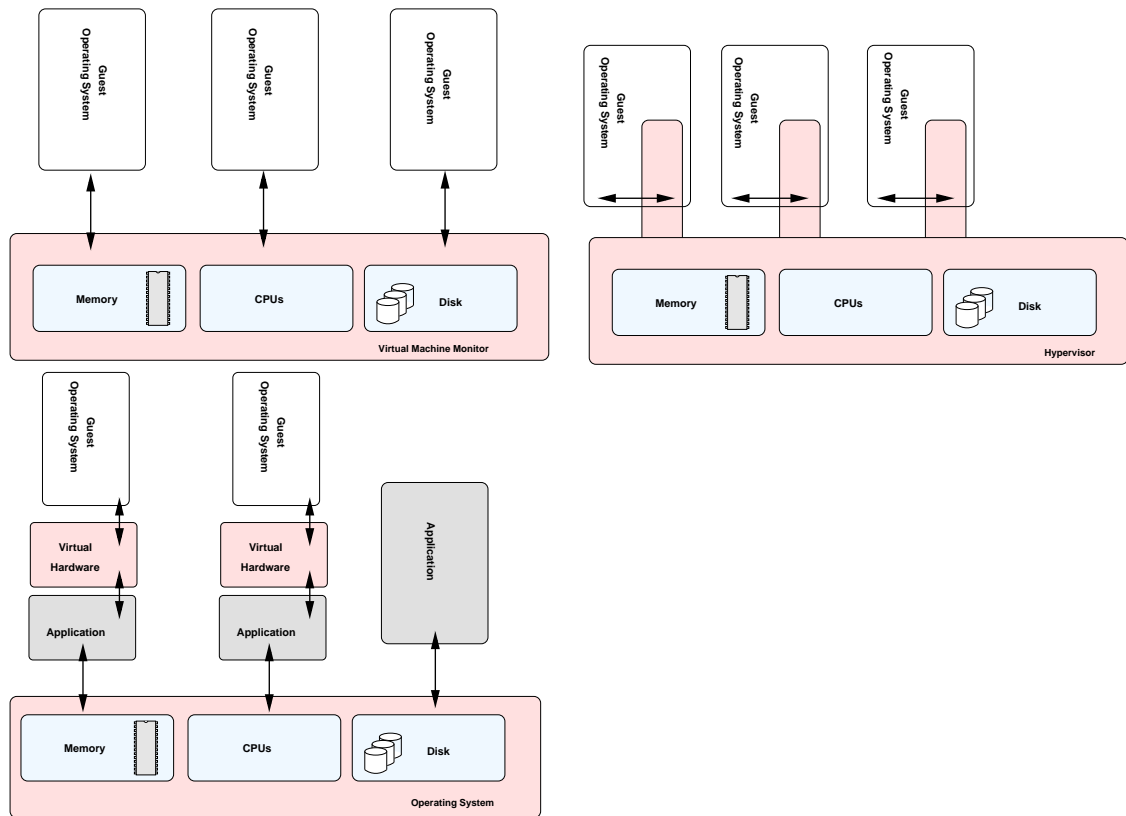 Guest
Operating System
Guest
Operating System
Guest
Operating System
Memory
CPUs
Disk
Virtual Machine Monitor
Guest
Operating System
Guest
Operating System
Guest
Operating System
Memory
CPUs
Disk
Hypervisor
Guest
Operating System
Guest
Operating System
Virtual
Hardware
Virtual
Hardware
Application
Application
Application
Memory
CPUs
Disk
Operating System